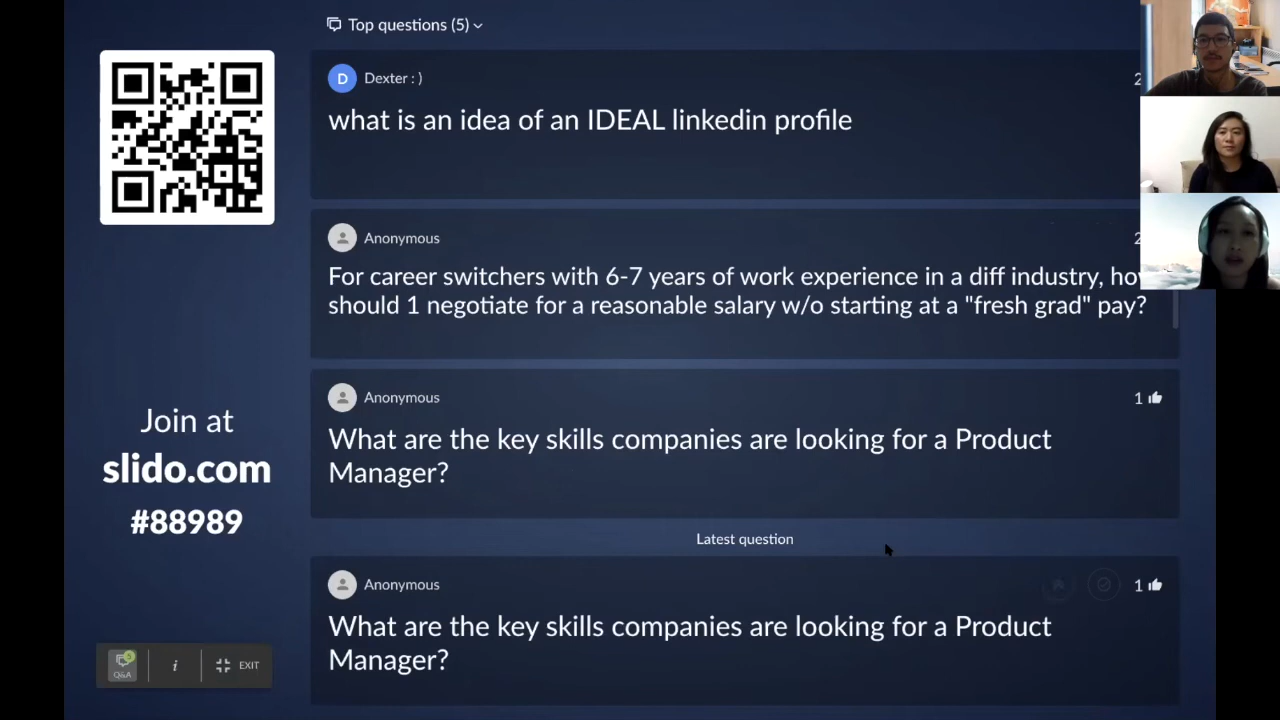 Top questions (5)
D
Dexter : )
2
what is an idea of an IDEAL linkedin profile
Anonymous
2
For career switchers with 6-7 years of work experience in a diff industry, ho
should 1 negotiate for a reasonable salary w/o starting at a "fresh grad" pay?
Anonymous
1
What are the key skills companies are looking for a Product
Manager?
Latest question
Anonymous
1
What are the key skills companies are looking for a Product
Manager?
Join at
slido.com
#88989
5
Q&A
i
EXIT